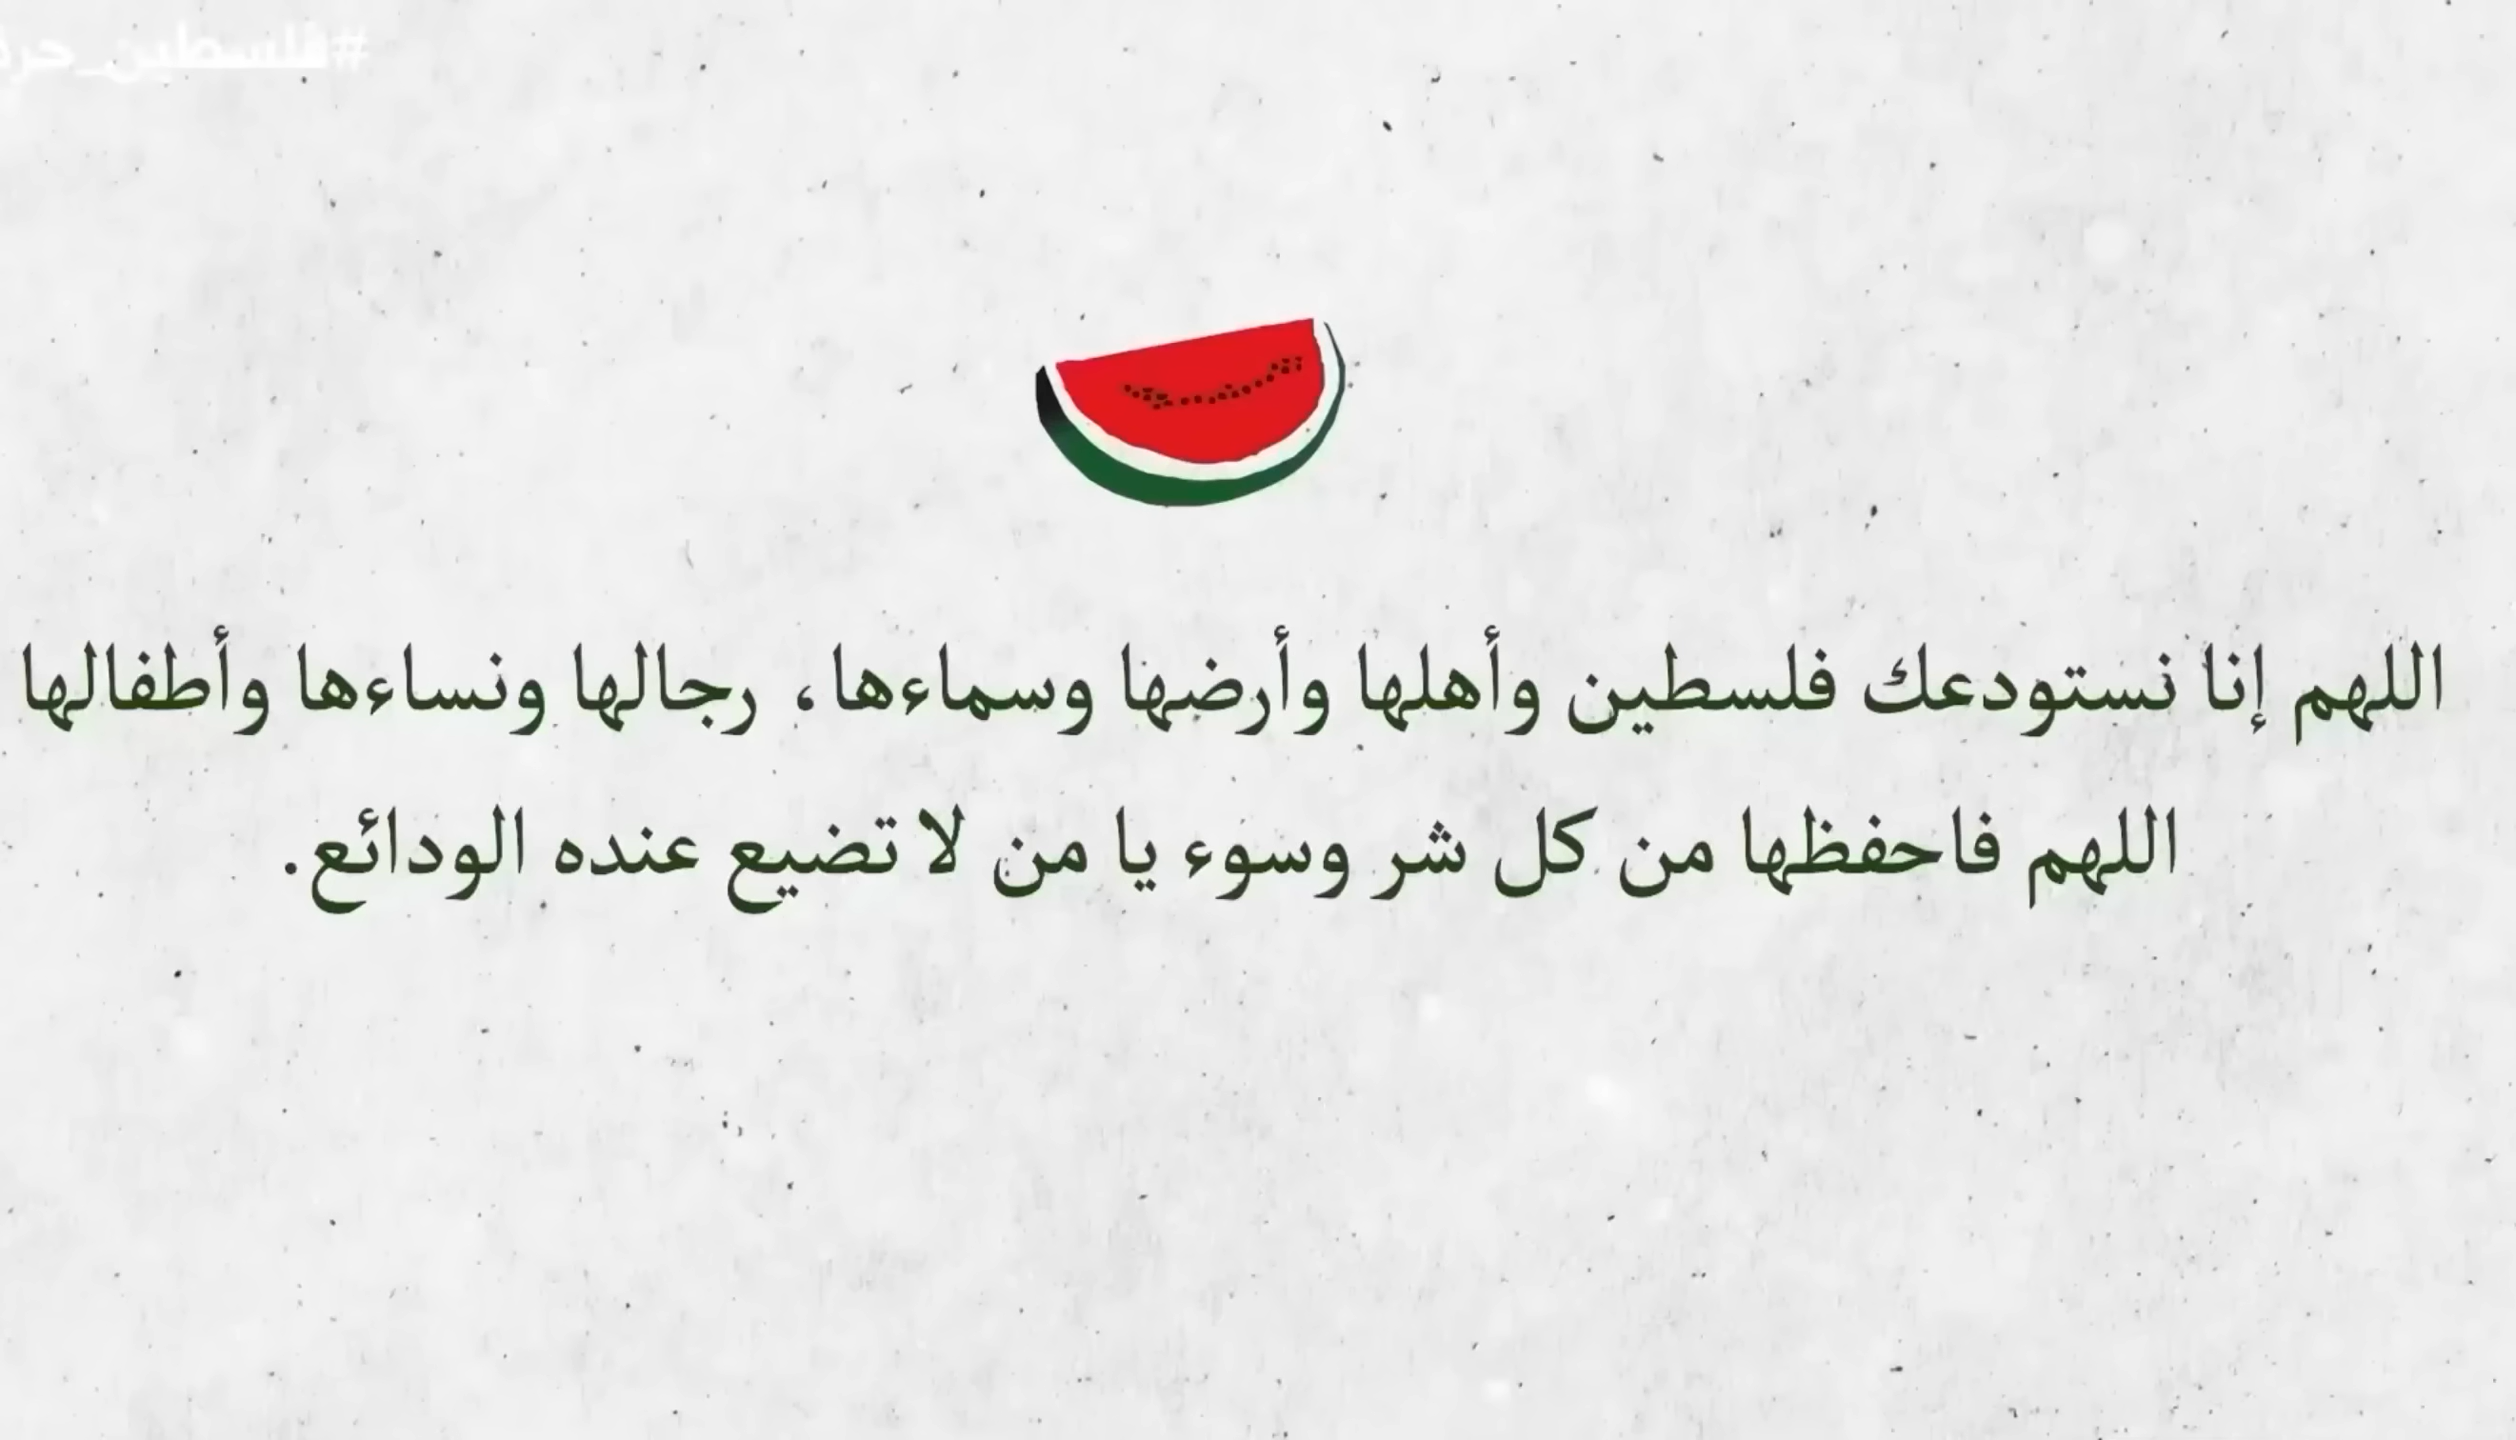 #فلسطين_حرة
اللهم إنا نستودعك فلسطين وأهلها وأرضها وسماءها، رجالها ونساءها وأطفالها
اللهم فاحفظها من كل شر وسوء يا من لا تضيع عنده الودائع.